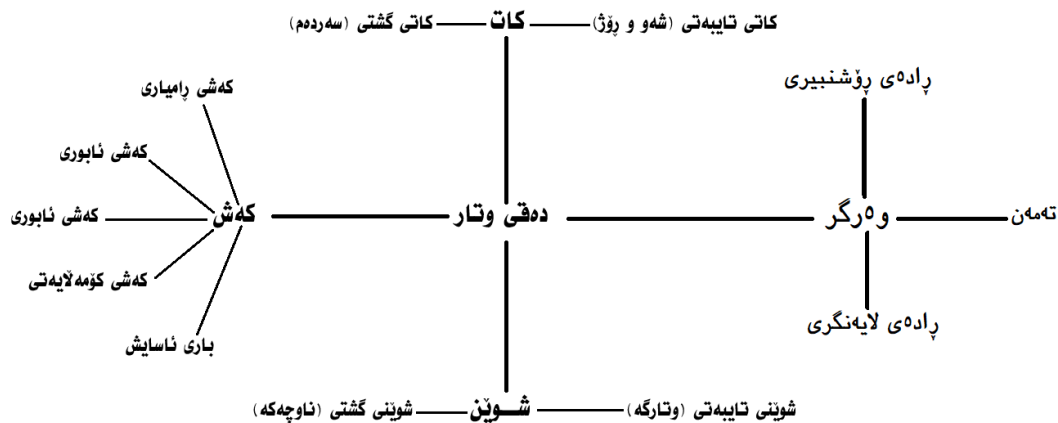 کاتی تایبەتی (شەو و ڕۆژ) کات کاتی گشتی (سەردەم)
ڕادەی ڕۆشنبیری
کەشی ڕامیاری
کەشی ئابوری
تەمەن وەرگر دەقی وتار کەش کەشی ئابوری
کەشی کۆمەڵایەتی
ڕادەی لایەنگری
باری ئاسایش
شوێنی تایبەتی (وتارگە) شــوێن شوێنی گشتی (ناوچەکە)